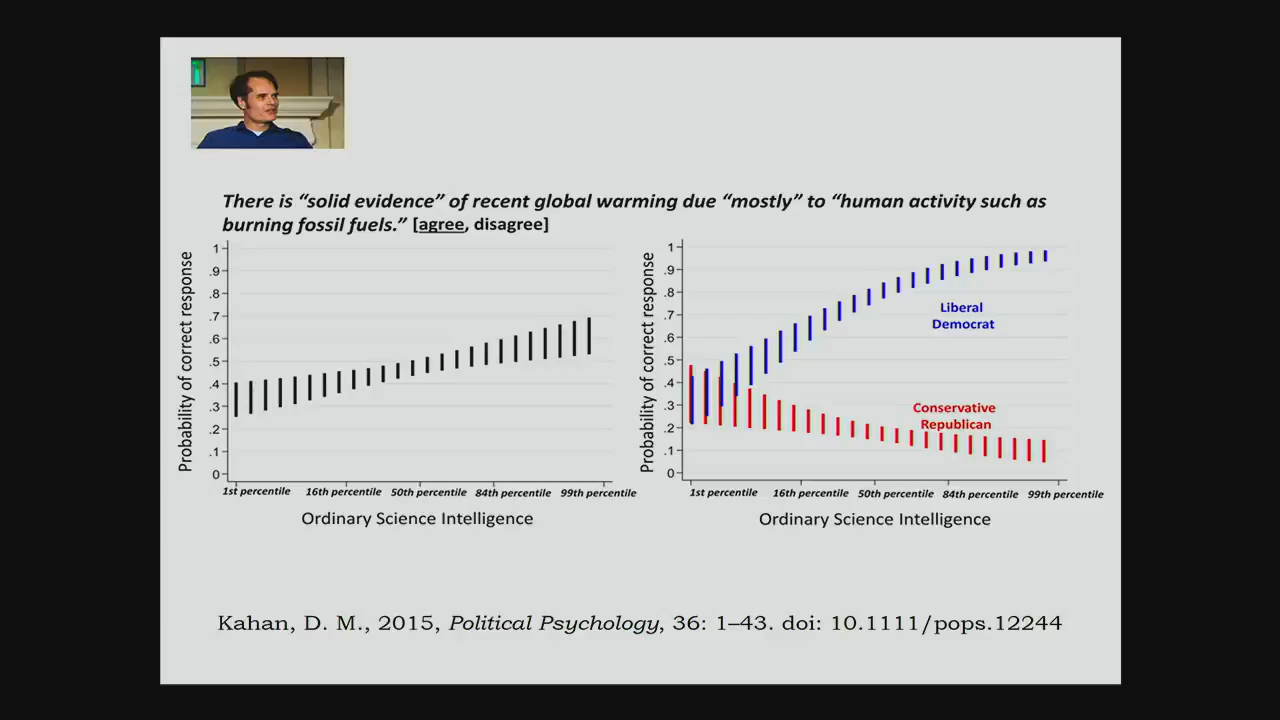 There is “solid evidence” of recent global warming due “mostly” to “human activity such as
burning fossil fuels.” [agree, disagree]
Probability of correct response
1
.9
.8
.7
.6
.5
.4
.3
.2
.1
0
1st percentile 16th percentile 50th percentile 84th percentile 99th percentile
Ordinary Science Intelligence
Probability of correct response
1
.9
.8
.7
.6
.5
.4
.3
.2
.1
0
Liberal
Democrat
Conservative
Republican
1st percentile 16th percentile 50th percentile 84th percentile 99th percentile
Ordinary Science Intelligence
Kahan, D. M., 2015, Political Psychology, 36: 1–43. doi: 10.1111/pops.12244